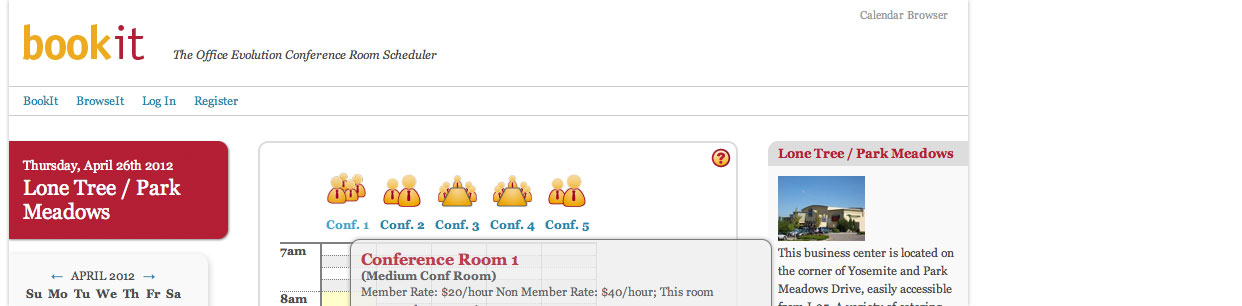 Calendar Browser
bookit
The Office Evolution Conference Room Scheduler
BookIt BrowseIt Log In Register
Thursday, April 26th 2012
Lone Tree / Park
Meadows
← APRIL 2012 →
Su Mo Tu We Th Fr Sa
?
Conf. 1 Conf. 2 Conf. 3 Conf. 4 Conf. 5
7am
8am
Conference Room 1
(Medium Conf Room)
Member Rate: $20/hour Non Member Rate: $40/hour; This room
Lone Tree / Park Meadows
This business center is located on
the corner of Yosemite and Park
Meadows Drive, easily accessible